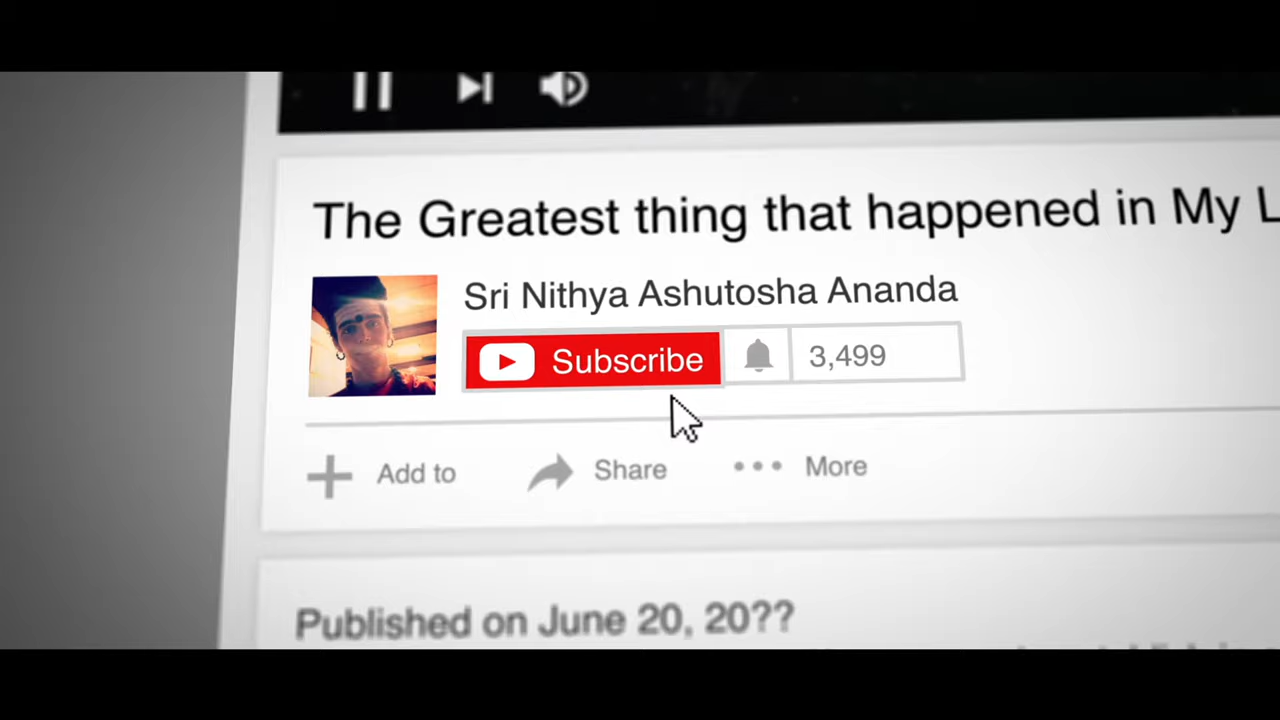 The Greatest thing that happened in My L
Sri Nithya Ashutosha Ananda
Subscribe 3,499
Add to Share More
Published on June 20, 20??